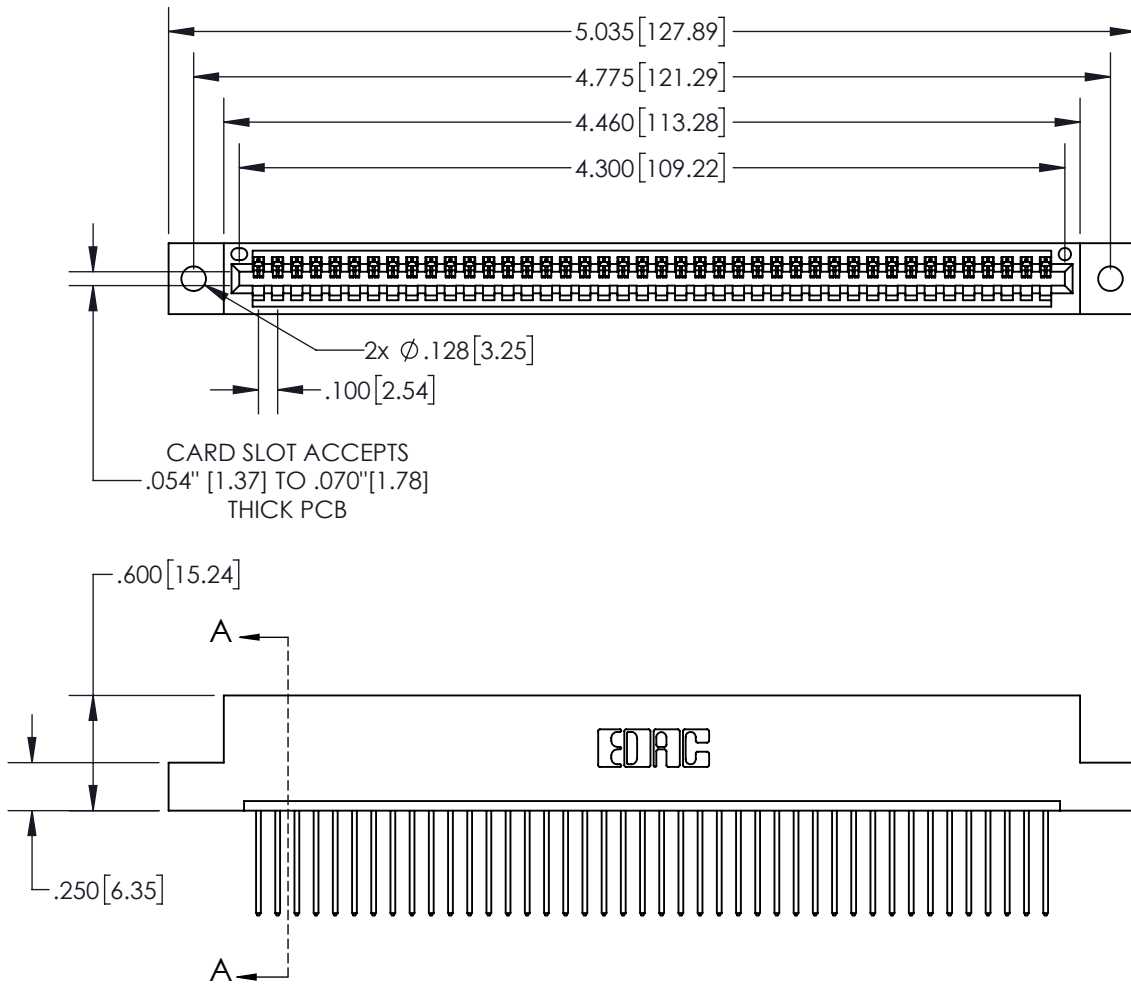 5.035[127.89]
4.775[121.29]
4.460[113.28]
4.300[109.22]
2x Ø.128[3.25]
.100[2.54]
CARD SLOT ACCEPTS
.054" [1.37] TO .070"[1.78]
THICK PCB
.600[15.24]
A
EDAC
.250[6.35]
A